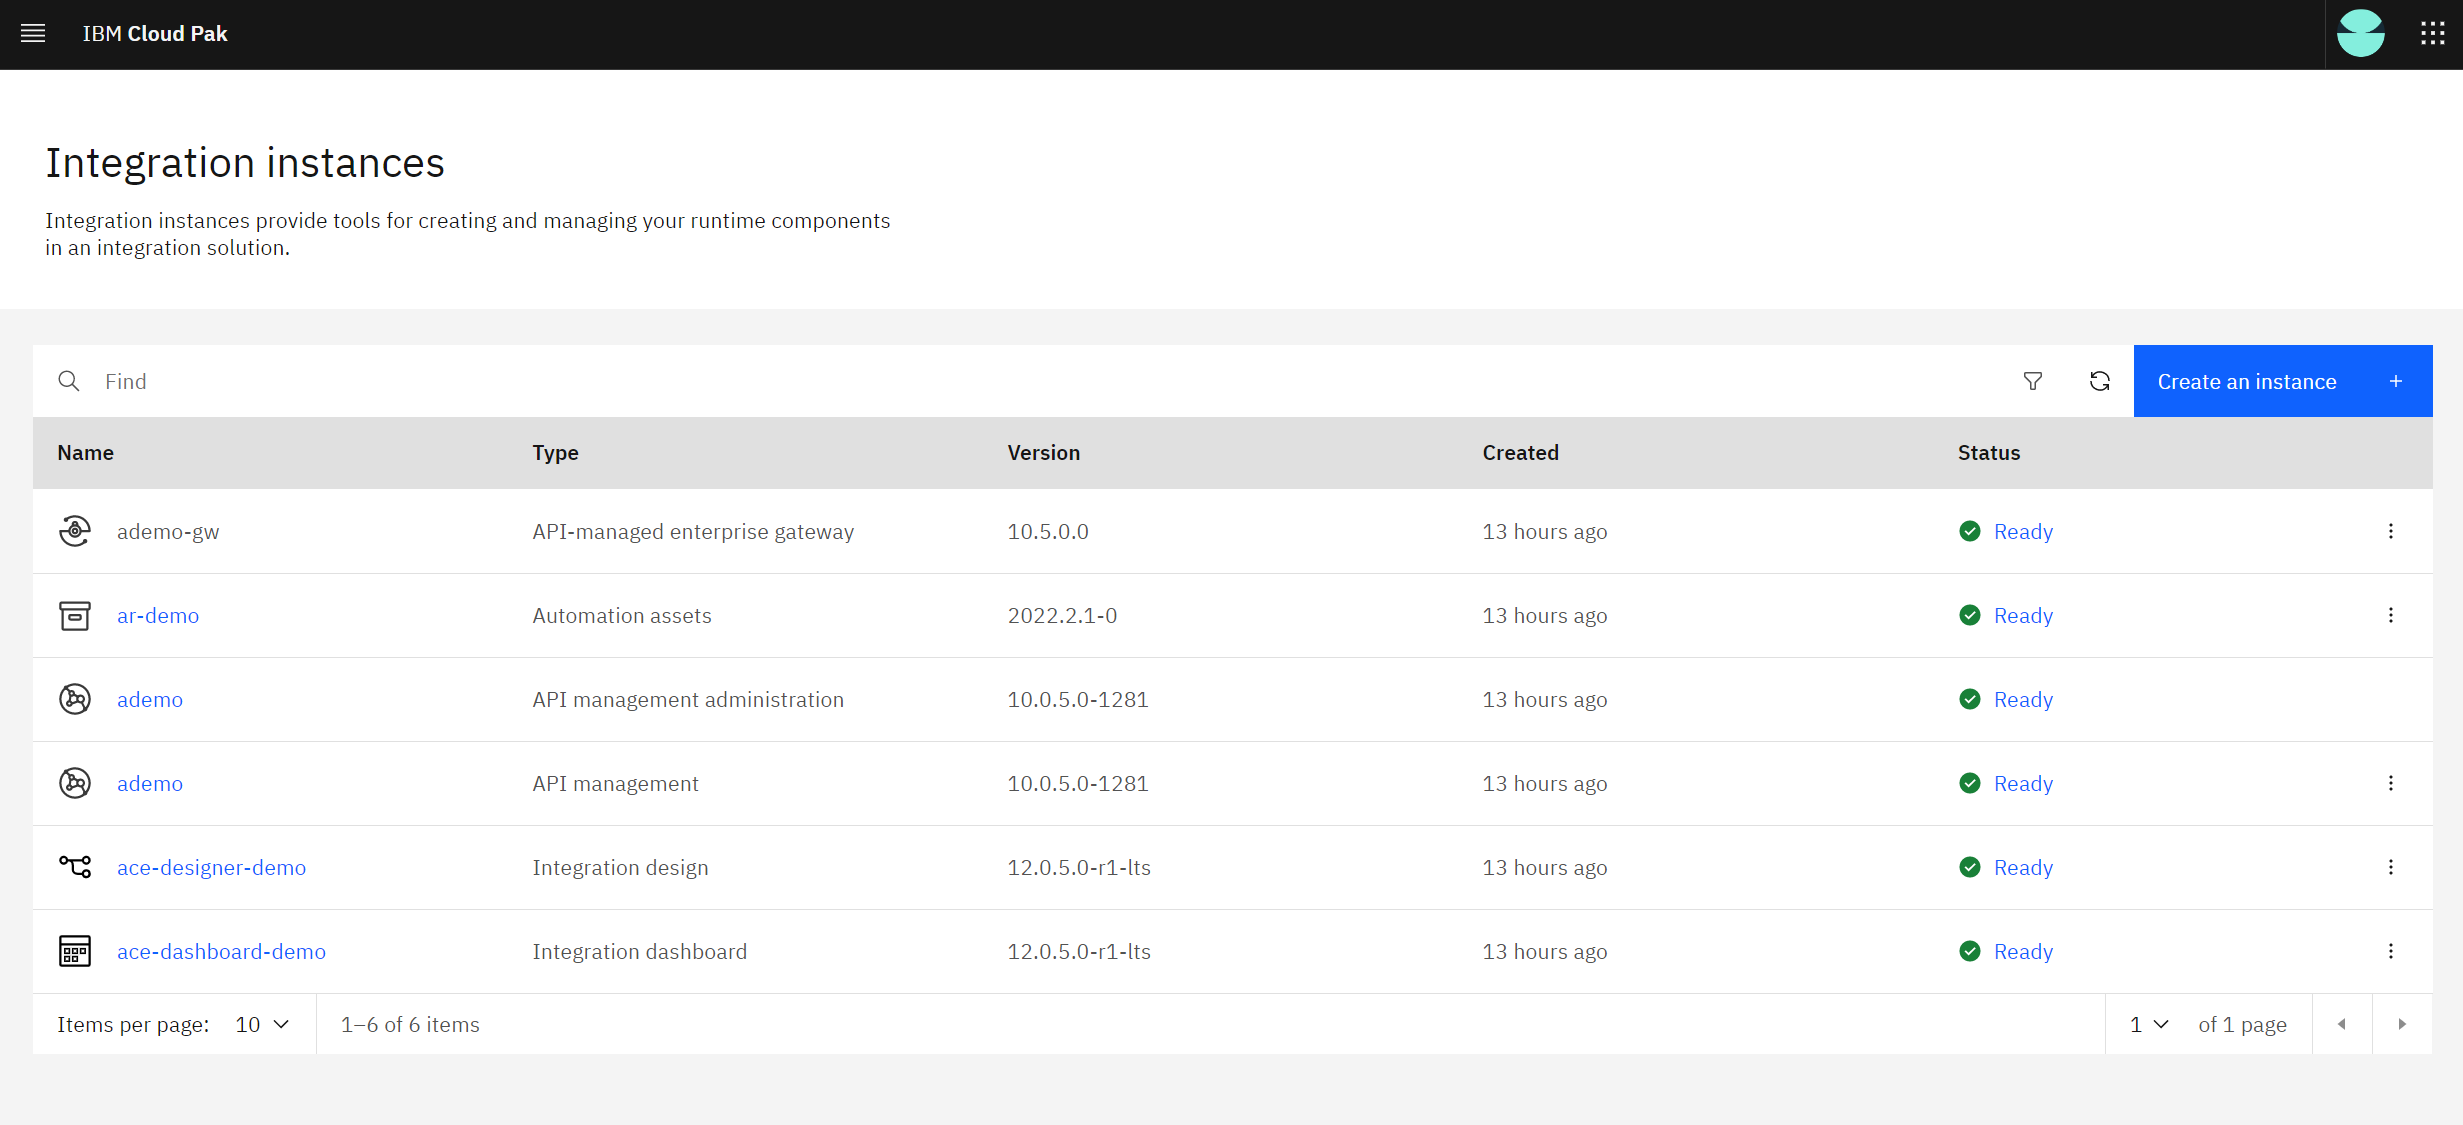 IBM Cloud Pak
Integration instances
Integration instances provide tools for creating and managing your runtime components
in an integration solution.
Find
Create an instance +
Name Type Version Created Status
ademo-gw API-managed enterprise gateway 10.5.0.0 13 hours ago Ready
ar-demo Automation assets 2022.2.1-0 13 hours ago Ready
ademo API management administration 10.0.5.0-1281 13 hours ago Ready
ademo API management 10.0.5.0-1281 13 hours ago Ready
ace-designer-demo Integration design 12.0.5.0-r1-lts 13 hours ago Ready
ace-dashboard-demo Integration dashboard 12.0.5.0-r1-lts 13 hours ago Ready
Items per page: 10 1–6 of 6 items 1 of 1 page